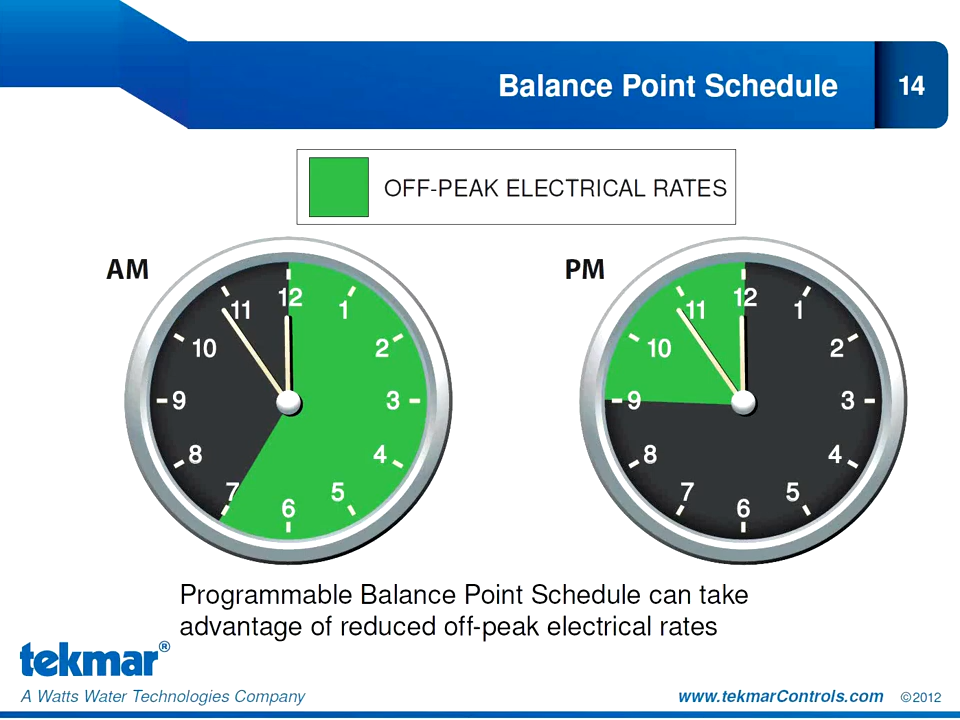 Balance Point Schedule
14
OFF-PEAK ELECTRICAL RATES
AM
12
1
2
3
4
5
6
7
8
9
10
11
PM
12
1
2
3
4
5
6
7
8
9
10
11
Programmable Balance Point Schedule can take
advantage of reduced off-peak electrical rates
tekmar®
A Watts Water Technologies Company
www.tekmarControls.com ©2012